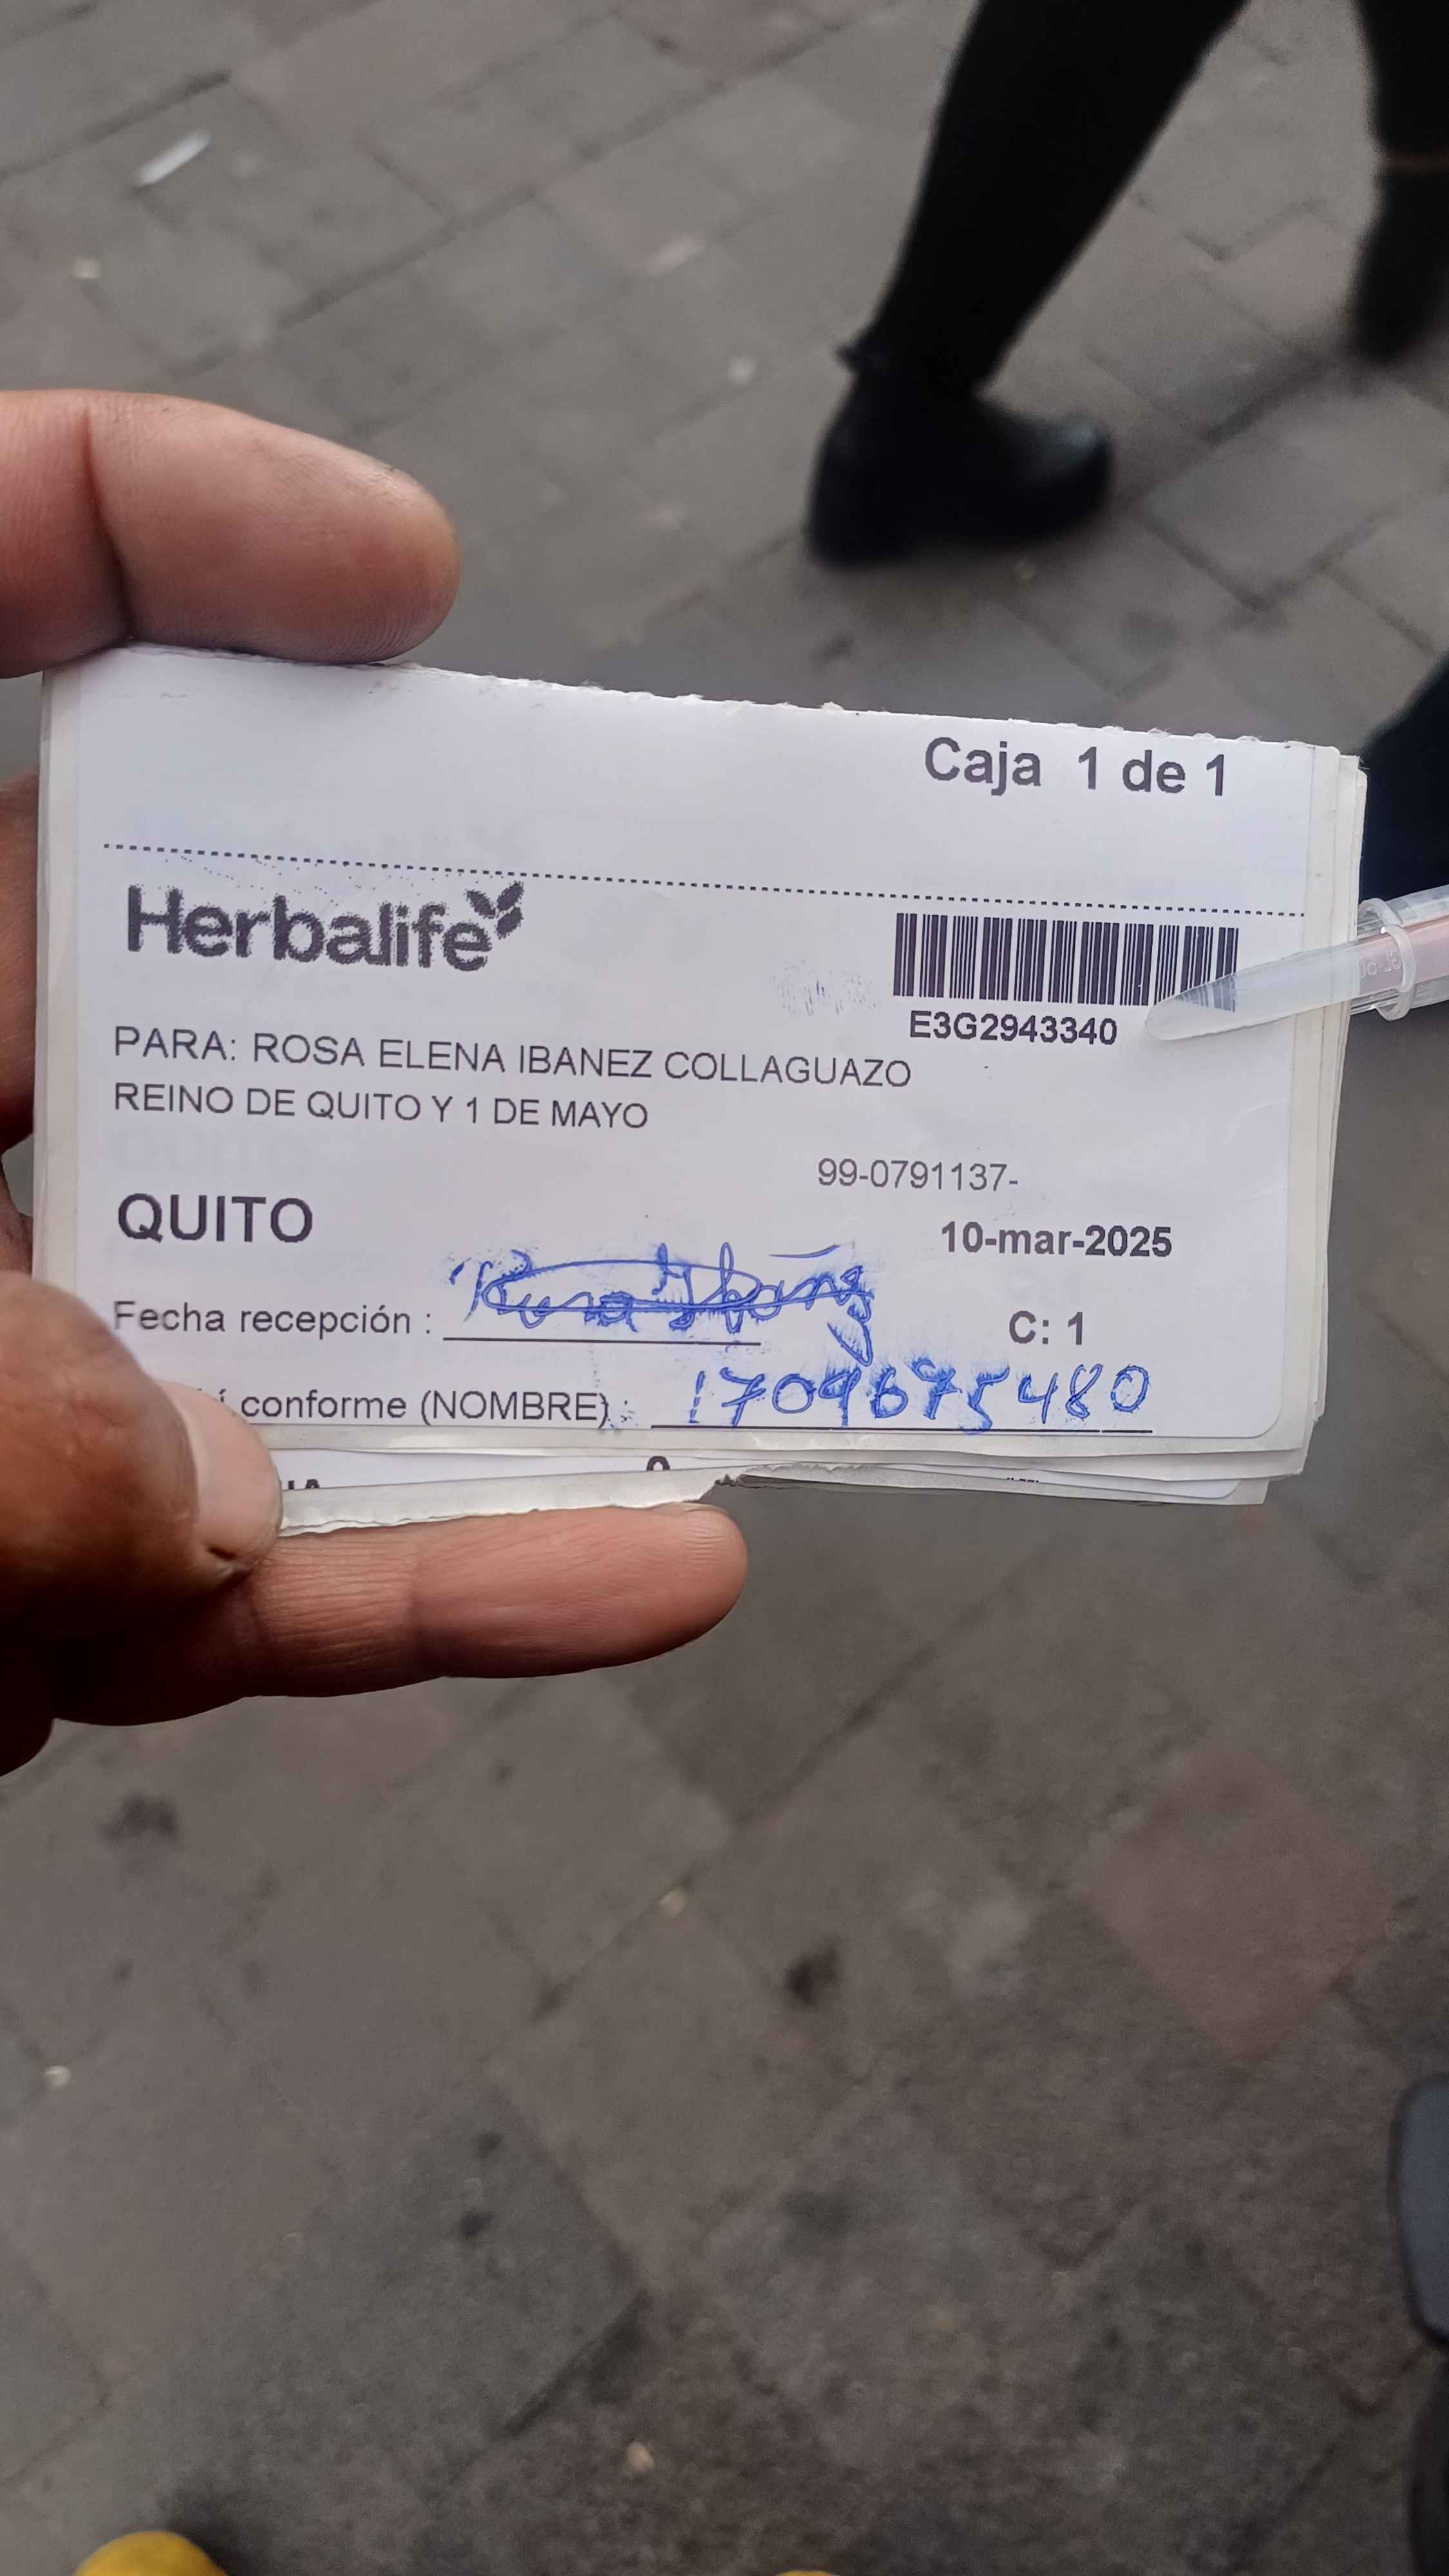 Caja 1 de 1
Herbalife
E3G2943340
PARA: ROSA ELENA IBANEZ COLLAGUAZO
REINO DE QUITO Y 1 DE MAYO
99-0791137-
QUITO
10-mar-2025
Fecha recepción :
C: 1
conforme (NOMBRE) : 1709675480